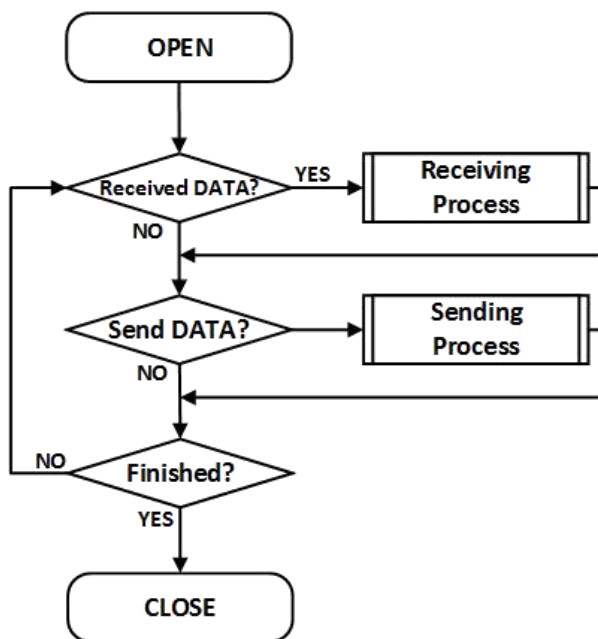 OPEN
Received DATA?
YES
Receiving
Process
NO
Send DATA?
Sending
Process
NO
NO
Finished?
YES
CLOSE